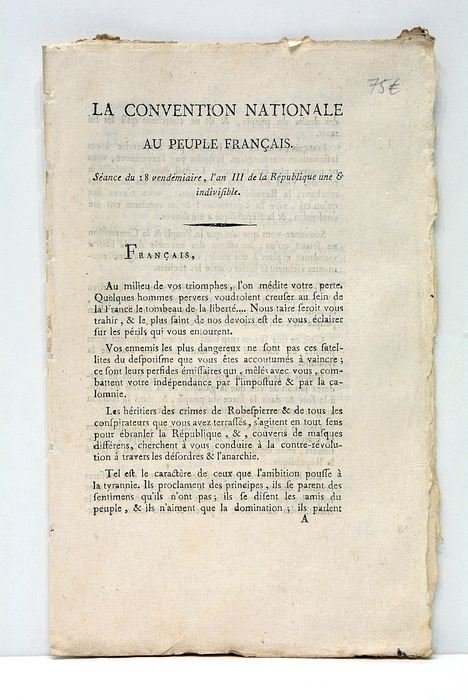 75€
LA CONVENTION NATIONALE
AU PEUPLE FRANÇAIS.
Séance du 18 vendémiaire, l'an III de la République une &
indivisible.
FRANÇAIS,
Au milieu de vos triomphes, l'on médite votre perte.
Quelques hommes pervers voudroient creuser au sein de
la France le tombeau de la liberté.... Nous taire seroit vous
trahir, & le plus saint de nos devoirs est de vous éclairer
sur les périls qui vous entourent.
Vos ennemis les plus dangereux ne sont pas ces satel-
lites du despotisme que vous êtes accoutumés à vaincre ;
ce sont leurs perfides émissaires qui, mêlés avec vous, com-
battent votre indépendance par l'imposture & par la ca-
lomnie.
Les héritiers des crimes de Robespierre & de tous les
conspirateurs que vous avez terrassés, s'agitent en tout sens
pour ébranler la République, &, couverts de masques
différens, cherchent à vous conduire à la contre-révolu-
tion à travers les désordres & l'anarchie.
Tel est le caractère de ceux que l'ambition pousse à
la tyrannie. Ils proclament des principes, ils se parent des
sentimens qu'ils n'ont pas; ils se disent les amis du
peuple, & ils n'aiment que la domination ; ils parlent
A